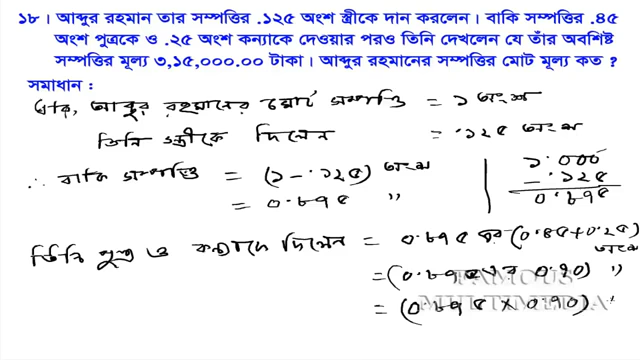 ১৮। আব্দুর রহমান তার সম্পত্তির .১২৫ অংশ স্ত্রীকে দান করলেন। বাকি সম্পত্তির .৪৫
অংশ পুত্রকে ও .২৫ অংশ কন্যাকে দেওয়ার পরও তিনি দেখলেন যে তাঁর অবশিষ্ট
সম্পত্তির মূল্য ৩,১৫,০০০.০০ টাকা। আব্দুর রহমানের সম্পত্তির মোট মূল্য কত ?
সমাধান :
ধরি, আব্দুর রহমানের মোট সম্পত্তি = ১ অংশ
তিনি স্ত্রীকে দিলেন = .১২৫ অংশ
∴ বাকি সম্পত্তি = (১-.১২৫) অংশ
= ০.৮৭৫ "
১.০০০
-.১২৫
০.৮৭৫
তিনি পুত্র ও কন্যাকে দিলেন = ০.৮৭৫ এর (০.৪৫+০.২৫) অংশ
= (০.৮৭৫ এর ০.৭০) "
= (০.৮৭৫ × ০.৭০) "
FAMOUS
MULTIMEDIA